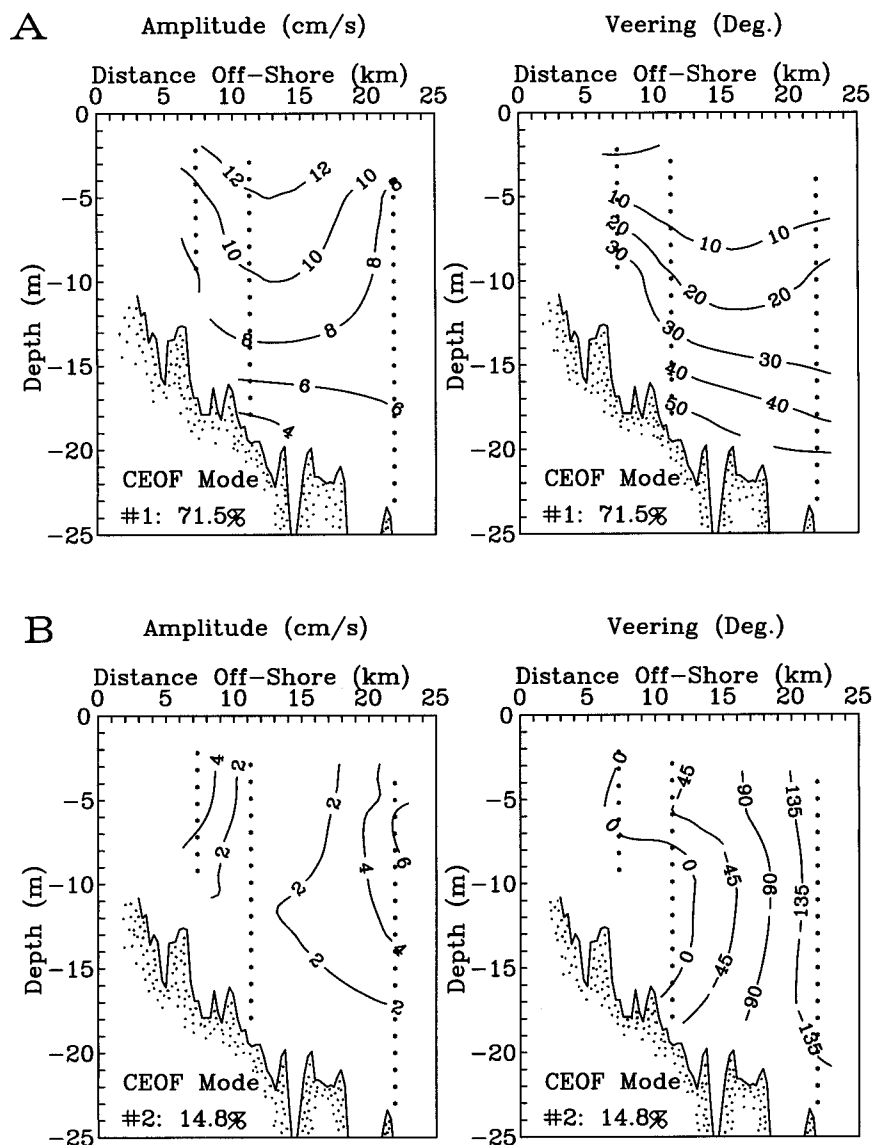 A
Amplitude (cm/s)
Veering (Deg.)
Distance Off-Shore (km)
Distance Off-Shore (km)
0 5 10 15 20 25
0 5 10 15 20 25
Depth (m)
0
-5
-10
-15
-20
-25
12 12 10 8
10 10 8
8 8
6 6
4
CEOF Mode
#1: 71.5%
Depth (m)
0
-5
-10
-15
-20
-25
10 10 10
20 20 20
30 30 30
40 40
50
CEOF Mode
#1: 71.5%
B
Amplitude (cm/s)
Veering (Deg.)
Distance Off-Shore (km)
Distance Off-Shore (km)
0 5 10 15 20 25
0 5 10 15 20 25
Depth (m)
0
-5
-10
-15
-20
-25
4 2 2
2 4 6
2 4
2 2
CEOF Mode
#2: 14.8%
Depth (m)
0
-5
-10
-15
-20
-25
0 -45 -90 -135
0 0 -45 -90 -135
0 -45 -90 -135
CEOF Mode
#2: 14.8%